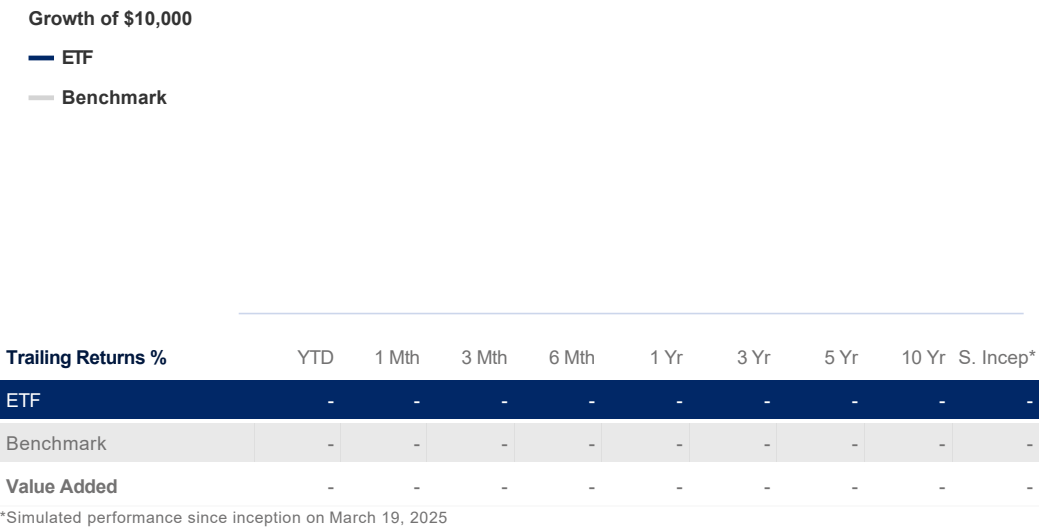 Growth of $10,000
ETF
Benchmark
Trailing Returns % YTD 1 Mth 3 Mth 6 Mth 1 Yr 3 Yr 5 Yr 10 Yr S. Incep*
ETF - - - - - - - - -
Benchmark - - - - - - - - -
Value Added - - - - - - - - -
*Simulated performance since inception on March 19, 2025